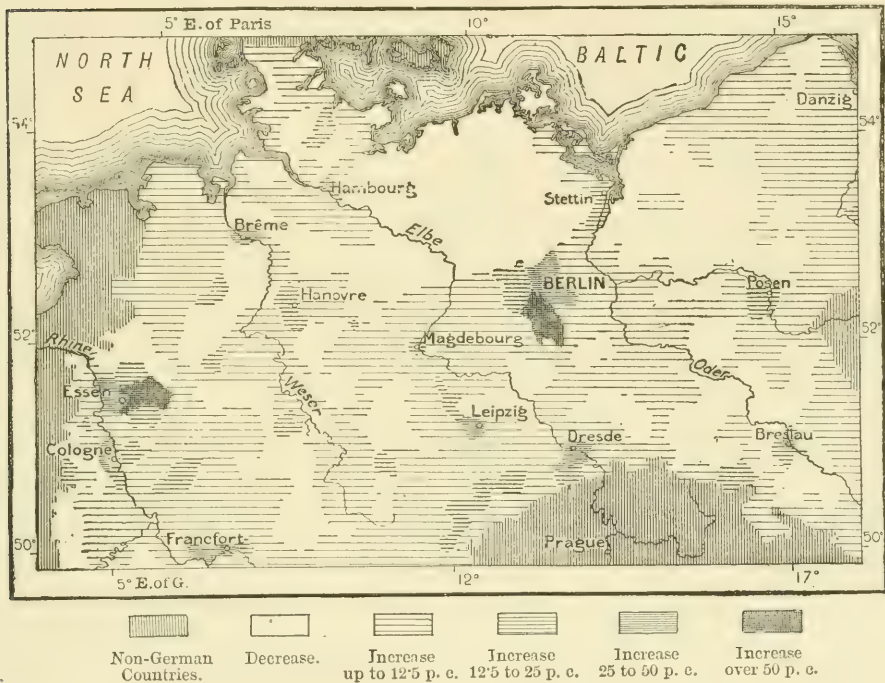 5° E. of Paris
10°
15°
NORTH
SEA
BALTIC
Danzig
54°
54°
Hambourg
Stettin
Brême
Elbe
BERLIN
Hanovre
Posen
52°
52°
Rhine
Magdebourg
Oder
Essen
Weser
Leipzig
Breslau
Cologne
Dresde
Prague
Francfort
50°
50°
5° E. of G.
12°
17°
Non-German
Countries.
Decrease.
Increase
up to 12·5 p. c.
Increase
12·5 to 25 p. c.
Increase
25 to 50 p. c.
Increase
over 50 p. c.